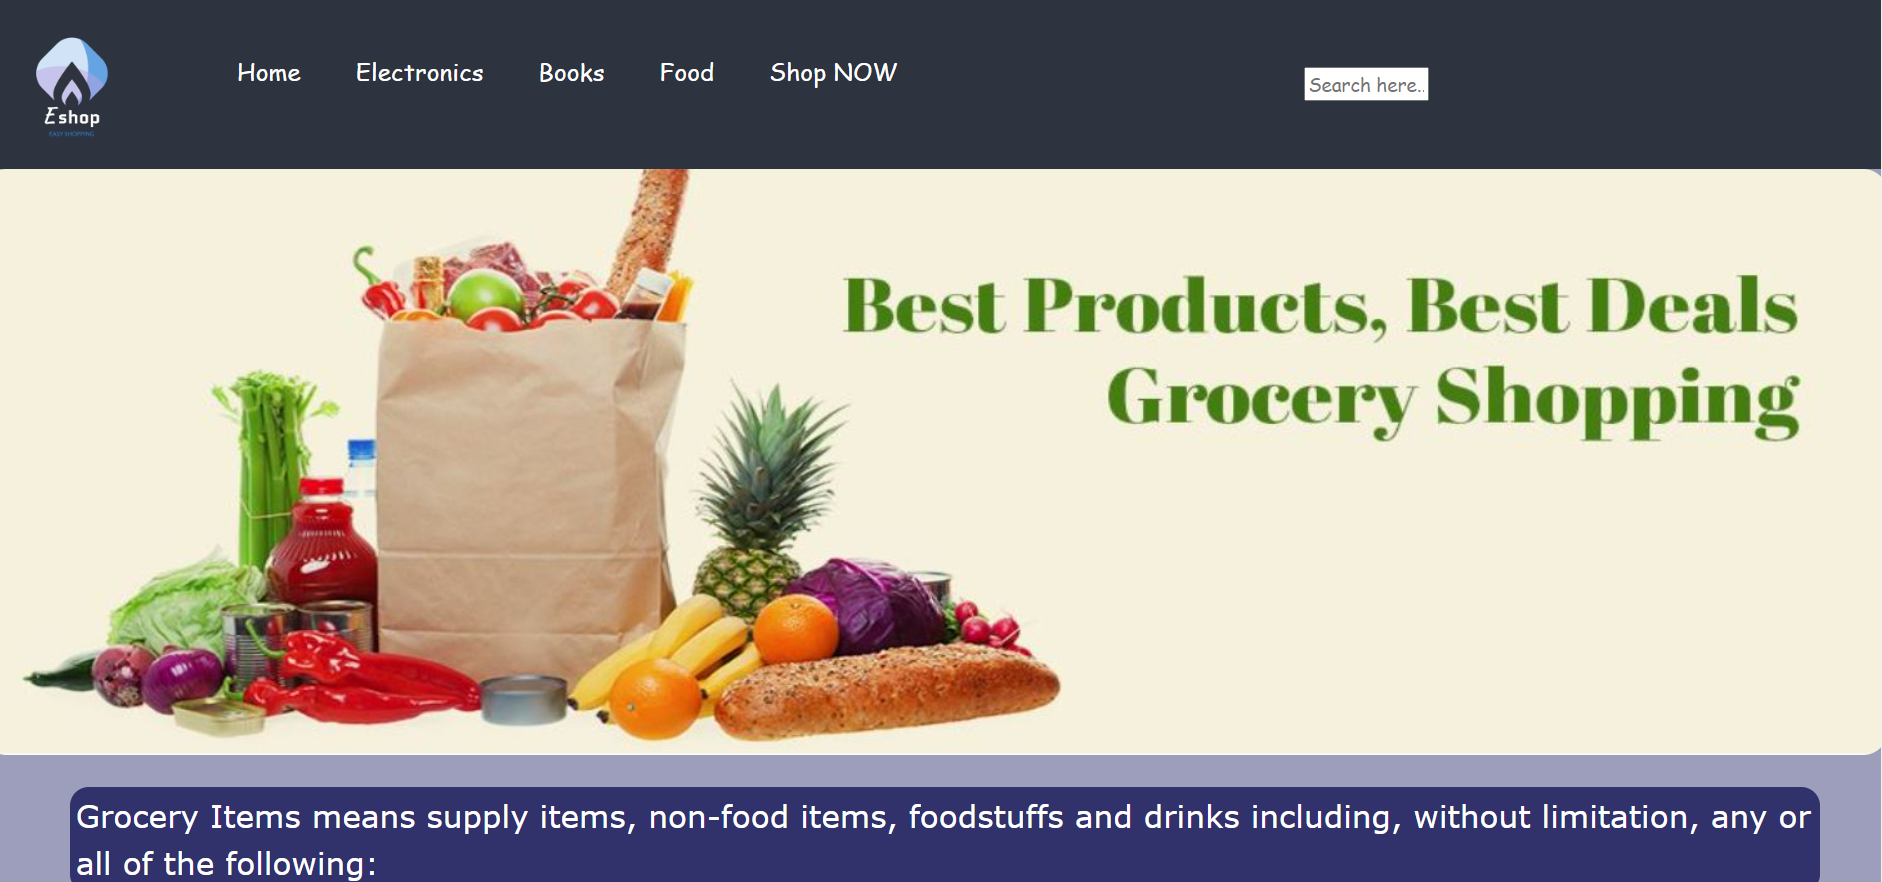 Eshop
EASY SHOPPING
Home Electronics Books Food Shop NOW
Search here..
Best Products, Best Deals
Grocery Shopping
Grocery Items means supply items, non-food items, foodstuffs and drinks including, without limitation, any or
all of the following: